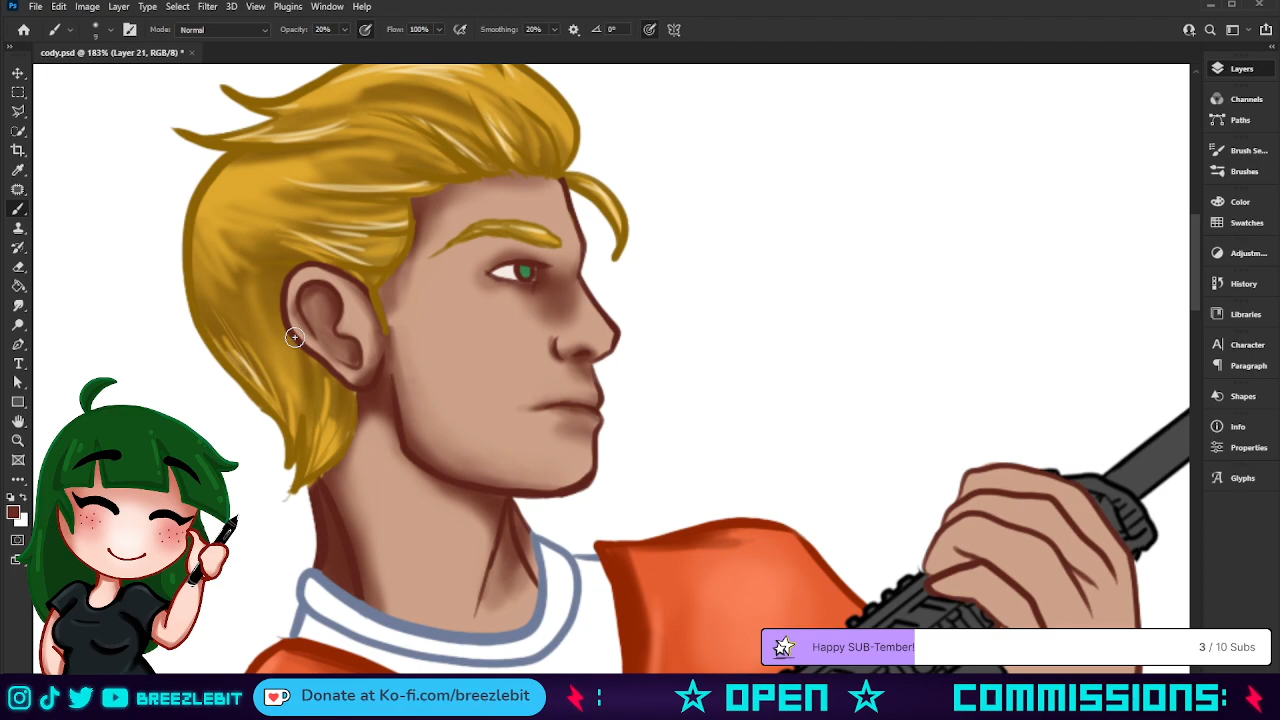 Ps File Edit Image Layer Type Select Filter 3D View Plugins Window Help
9 Mode: Normal Opacity: 20% Flow: 100% Smoothing: 20% 0°
cody.psd @ 183% (Layer 21, RGB/8) * ×
Layers
Channels
Paths
Brush Se...
Brushes
Color
Swatches
Adjustm...
History
Libraries
Character
Paragraph
Shapes
Info
Properties
Glyphs
Happy SUB-Tember! 3 / 10 Subs
BREEZLEBIT Donate at Ko-fi.com/breezlebit : OPEN COMMISSIONS: